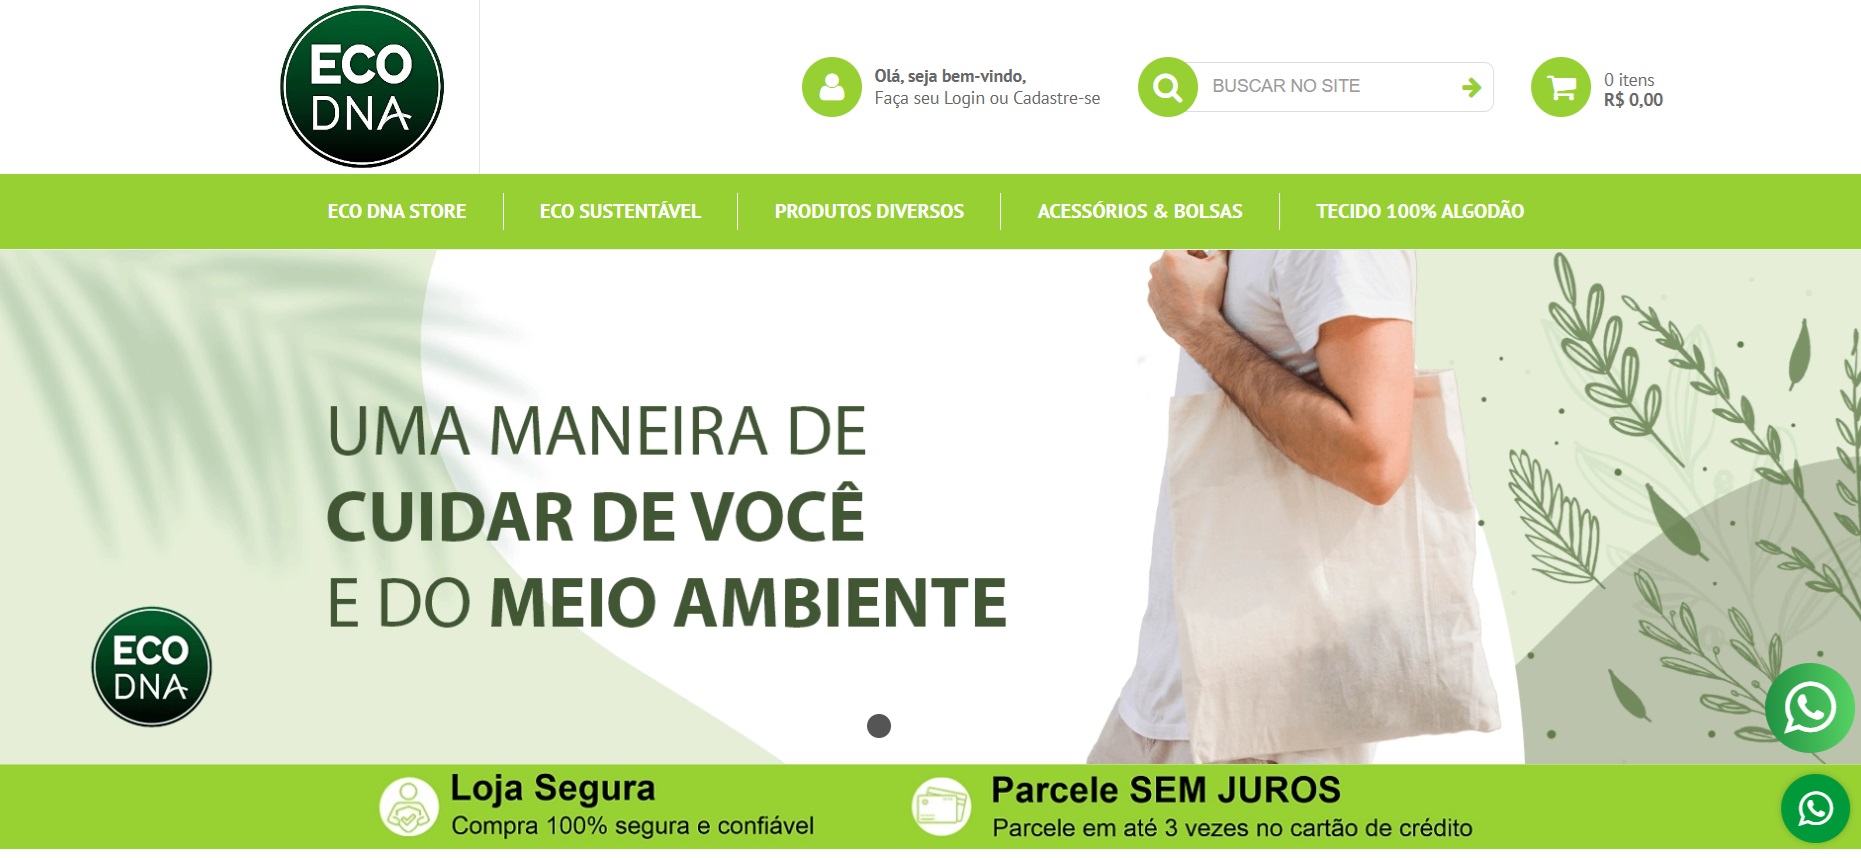 ECO
DNA
Olá, seja bem-vindo,
Faça seu Login ou Cadastre-se
BUSCAR NO SITE
0 itens
R$ 0,00
ECO DNA STORE
ECO SUSTENTÁVEL
PRODUTOS DIVERSOS
ACESSÓRIOS & BOLSAS
TECIDO 100% ALGODÃO
UMA MANEIRA DE
CUIDAR DE VOCÊ
E DO MEIO AMBIENTE
ECO
DNA
Loja Segura
Compra 100% segura e confiável
Parcele SEM JUROS
Parcele em até 3 vezes no cartão de crédito